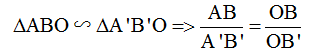 ΔABO ∽ ΔA'B'O => AB/A'B' = OB/OB'